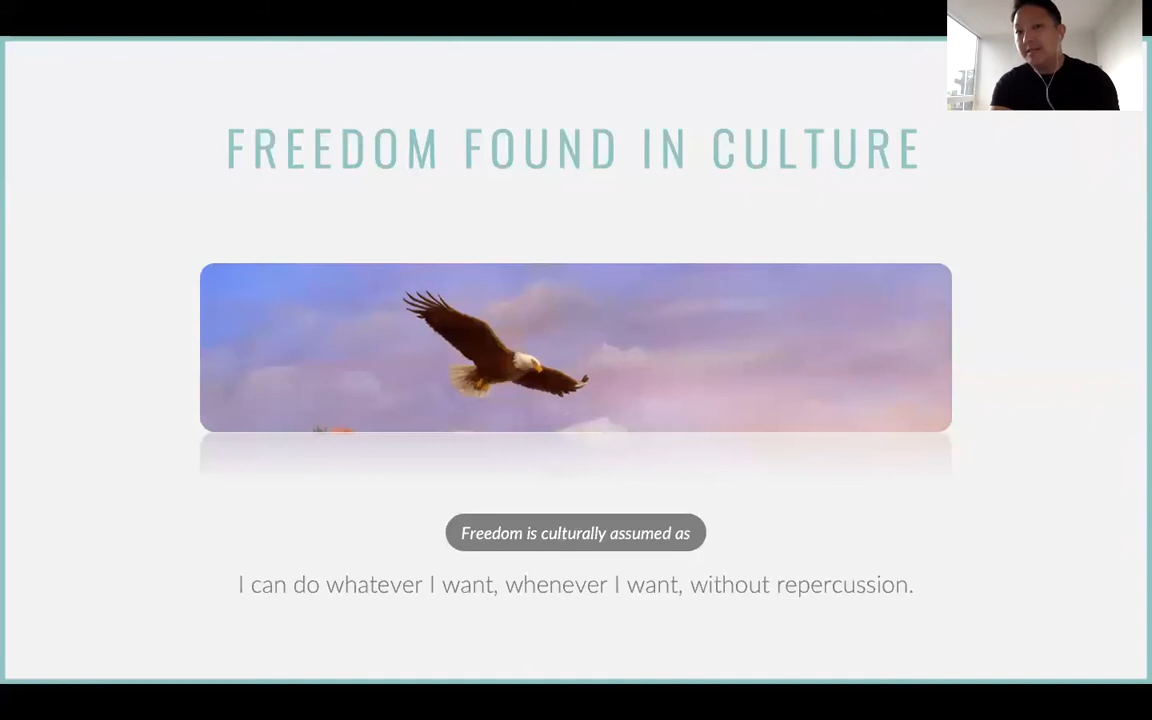 FREEDOM FOUND IN CULTURE
Freedom is culturally assumed as
I can do whatever I want, whenever I want, without repercussion.